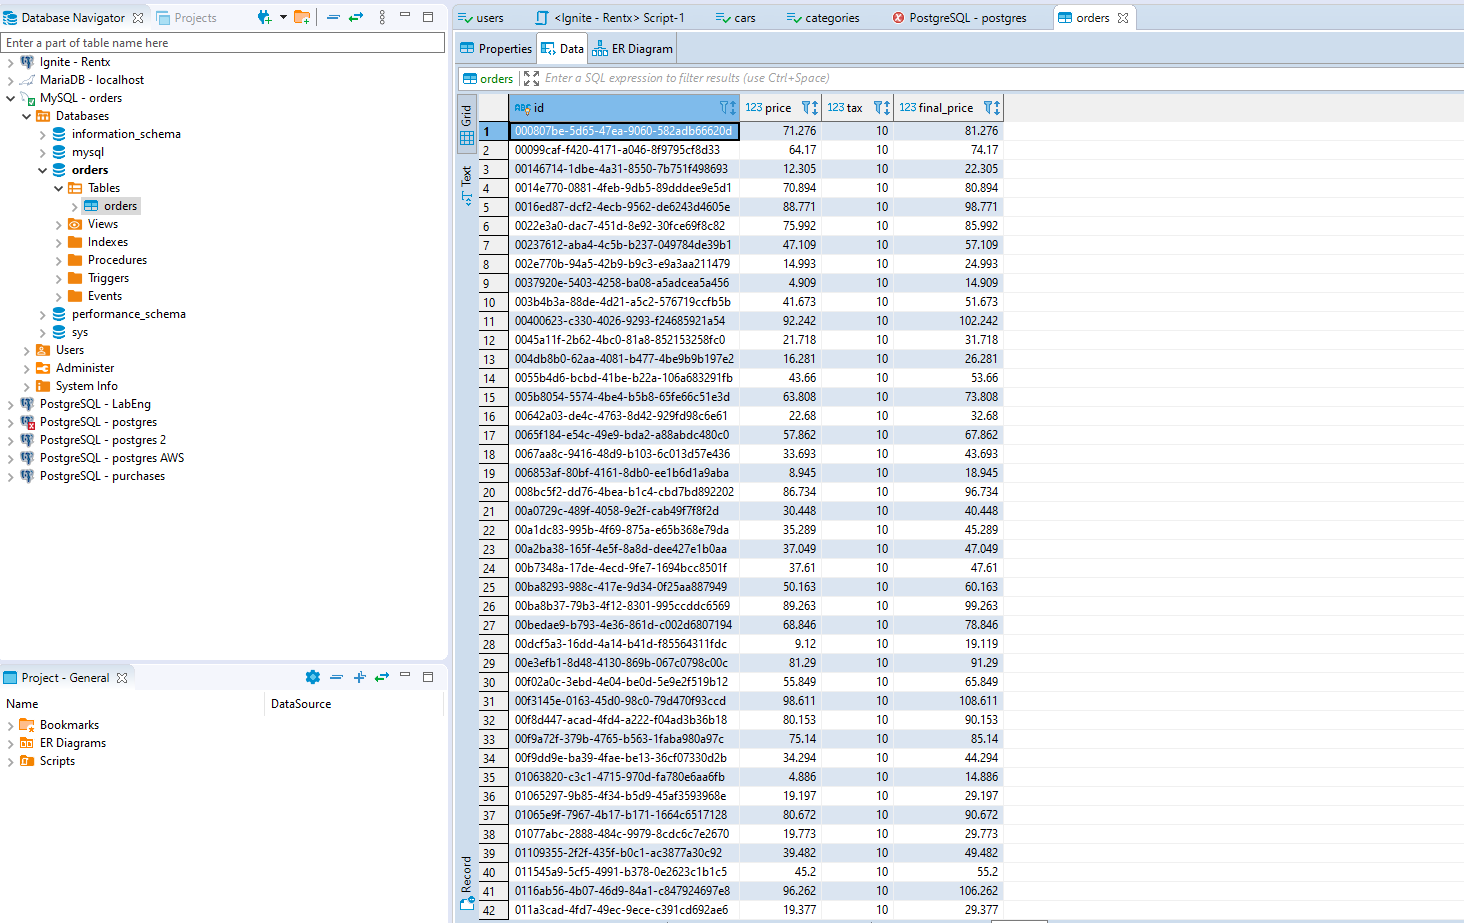 Database Navigator
Projects
Enter a part of table name here
Ignite - Rentx
MariaDB - localhost
MySQL - orders
Databases
information_schema
mysql
orders
Tables
orders
Views
Indexes
Procedures
Triggers
Events
performance_schema
sys
Users
Administer
System Info
PostgreSQL - LabEng
PostgreSQL - postgres
PostgreSQL - postgres 2
PostgreSQL - postgres AWS
PostgreSQL - purchases
Project - General
Name DataSource
Bookmarks
ER Diagrams
Scripts
users <Ignite - Rentx> Script-1 cars categories PostgreSQL - postgres orders
Properties Data ER Diagram
orders Enter a SQL expression to filter results (use Ctrl+Space)
Grid
Text
Record
ABC id 123 price 123 tax 123 final_price
1 000807be-5d65-47ea-9060-582adb66620d 71.276 10 81.276
2 00099caf-f420-4171-a046-8f9795cf8d33 64.17 10 74.17
3 00146714-1dbe-4a31-8550-7b751f498693 12.305 10 22.305
4 0014e770-0881-4feb-9db5-89dddee9e5d1 70.894 10 80.894
5 0016ed87-dcf2-4ecb-9562-de6243d4605e 88.771 10 98.771
6 0022e3a0-dac7-451d-8e92-30fce69f8c82 75.992 10 85.992
7 00237612-aba4-4c5b-b237-049784de39b1 47.109 10 57.109
8 002e770b-94a5-42b9-b9c3-e9a3aa211479 14.993 10 24.993
9 0037920e-5403-4258-ba08-a5adcea5a456 4.909 10 14.909
10 003b4b3a-88de-4d21-a5c2-576719ccfb5b 41.673 10 51.673
11 00400623-c330-4026-9293-f24685921a54 92.242 10 102.242
12 0045a11f-2b62-4bc0-81a8-852153258fc0 21.718 10 31.718
13 004db8b0-62aa-4081-b477-4be9b9b197e2 16.281 10 26.281
14 0055b4d6-bcbd-41be-b22a-106a683291fb 43.66 10 53.66
15 005b8054-5574-4be4-b5b8-65fe66c51e3d 63.808 10 73.808
16 00642a03-de4c-4763-8d42-929fd98c6e61 22.68 10 32.68
17 0065f184-e54c-49e9-bda2-a88abdc480c0 57.862 10 67.862
18 0067aa8c-9416-48d9-b103-6c013d57e436 33.693 10 43.693
19 006853af-80bf-4161-8db0-ee1b6d1a9aba 8.945 10 18.945
20 008bc5f2-dd76-4bea-b1c4-cbd7bd892202 86.734 10 96.734
21 00a0729c-489f-4058-9e2f-cab49f7f8f2d 30.448 10 40.448
22 00a1dc83-995b-4f69-875a-e65b368e79da 35.289 10 45.289
23 00a2ba38-165f-4e5f-8a8d-dee427e1b0aa 37.049 10 47.049
24 00b7348a-17de-4ecd-9fe7-1694bcc8501f 37.61 10 47.61
25 00ba8293-988c-417e-9d34-0f25aa887949 50.163 10 60.163
26 00ba8b37-79b3-4f12-8301-995ccddc6569 89.263 10 99.263
27 00bedae9-b793-4e36-861d-c002d6807194 68.846 10 78.846
28 00dcf5a3-16dd-4a14-b41d-f85564311fdc 9.12 10 19.119
29 00e3efb1-8d48-4130-869b-067c0798c00c 81.29 10 91.29
30 00f02a0c-3ebd-4e04-be0d-5e9e2f519b12 55.849 10 65.849
31 00f3145e-0163-45d0-98c0-79d470f93ccd 98.611 10 108.611
32 00f8d447-acad-4fd4-a222-f04ad3b36b18 80.153 10 90.153
33 00f9a72f-379b-4765-b563-1faba980a97c 75.14 10 85.14
34 00f9dd9e-ba39-4fae-be13-36cf07330d2b 34.294 10 44.294
35 01063820-c3c1-4715-970d-fa780e6aa6fb 4.886 10 14.886
36 01065297-9b85-4f34-b5d9-45af3593968e 19.197 10 29.197
37 01065e9f-7967-4b17-b171-1664c6517128 80.672 10 90.672
38 01077abc-2888-484c-9979-8cdc6c7e2670 19.773 10 29.773
39 01109355-2f2f-435f-b0c1-ac3877a30c92 39.482 10 49.482
40 011545a9-5cf5-4991-b378-0e2623c1b1c5 45.2 10 55.2
41 0116ab56-4b07-46d9-84a1-c847924697e8 96.262 10 106.262
42 011a3cad-4fd7-49ec-9ece-c391cd692ae6 19.377 10 29.377